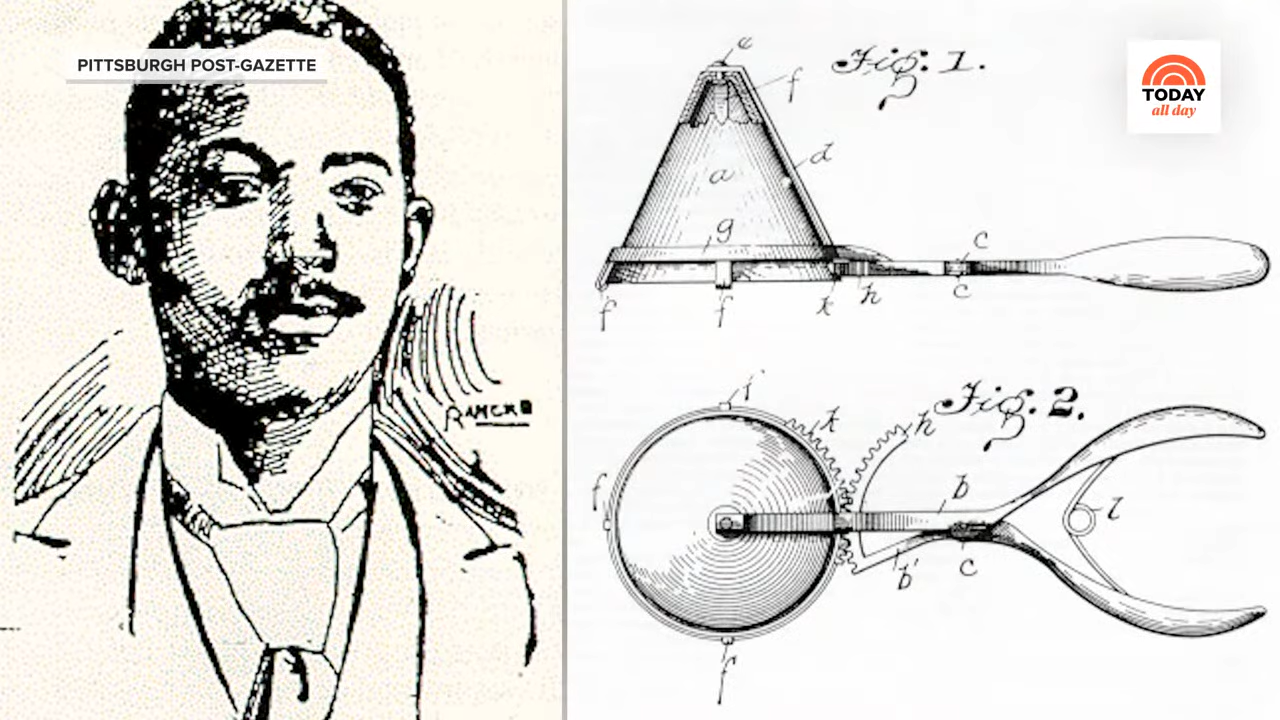 PITTSBURGH POST-GAZETTE
Fig. 1.
e
f
d
a
g
c
f
f
k
h
c
TODAY
all day
Fig. 2.
f
k
h
f
b
l
b'
c
f